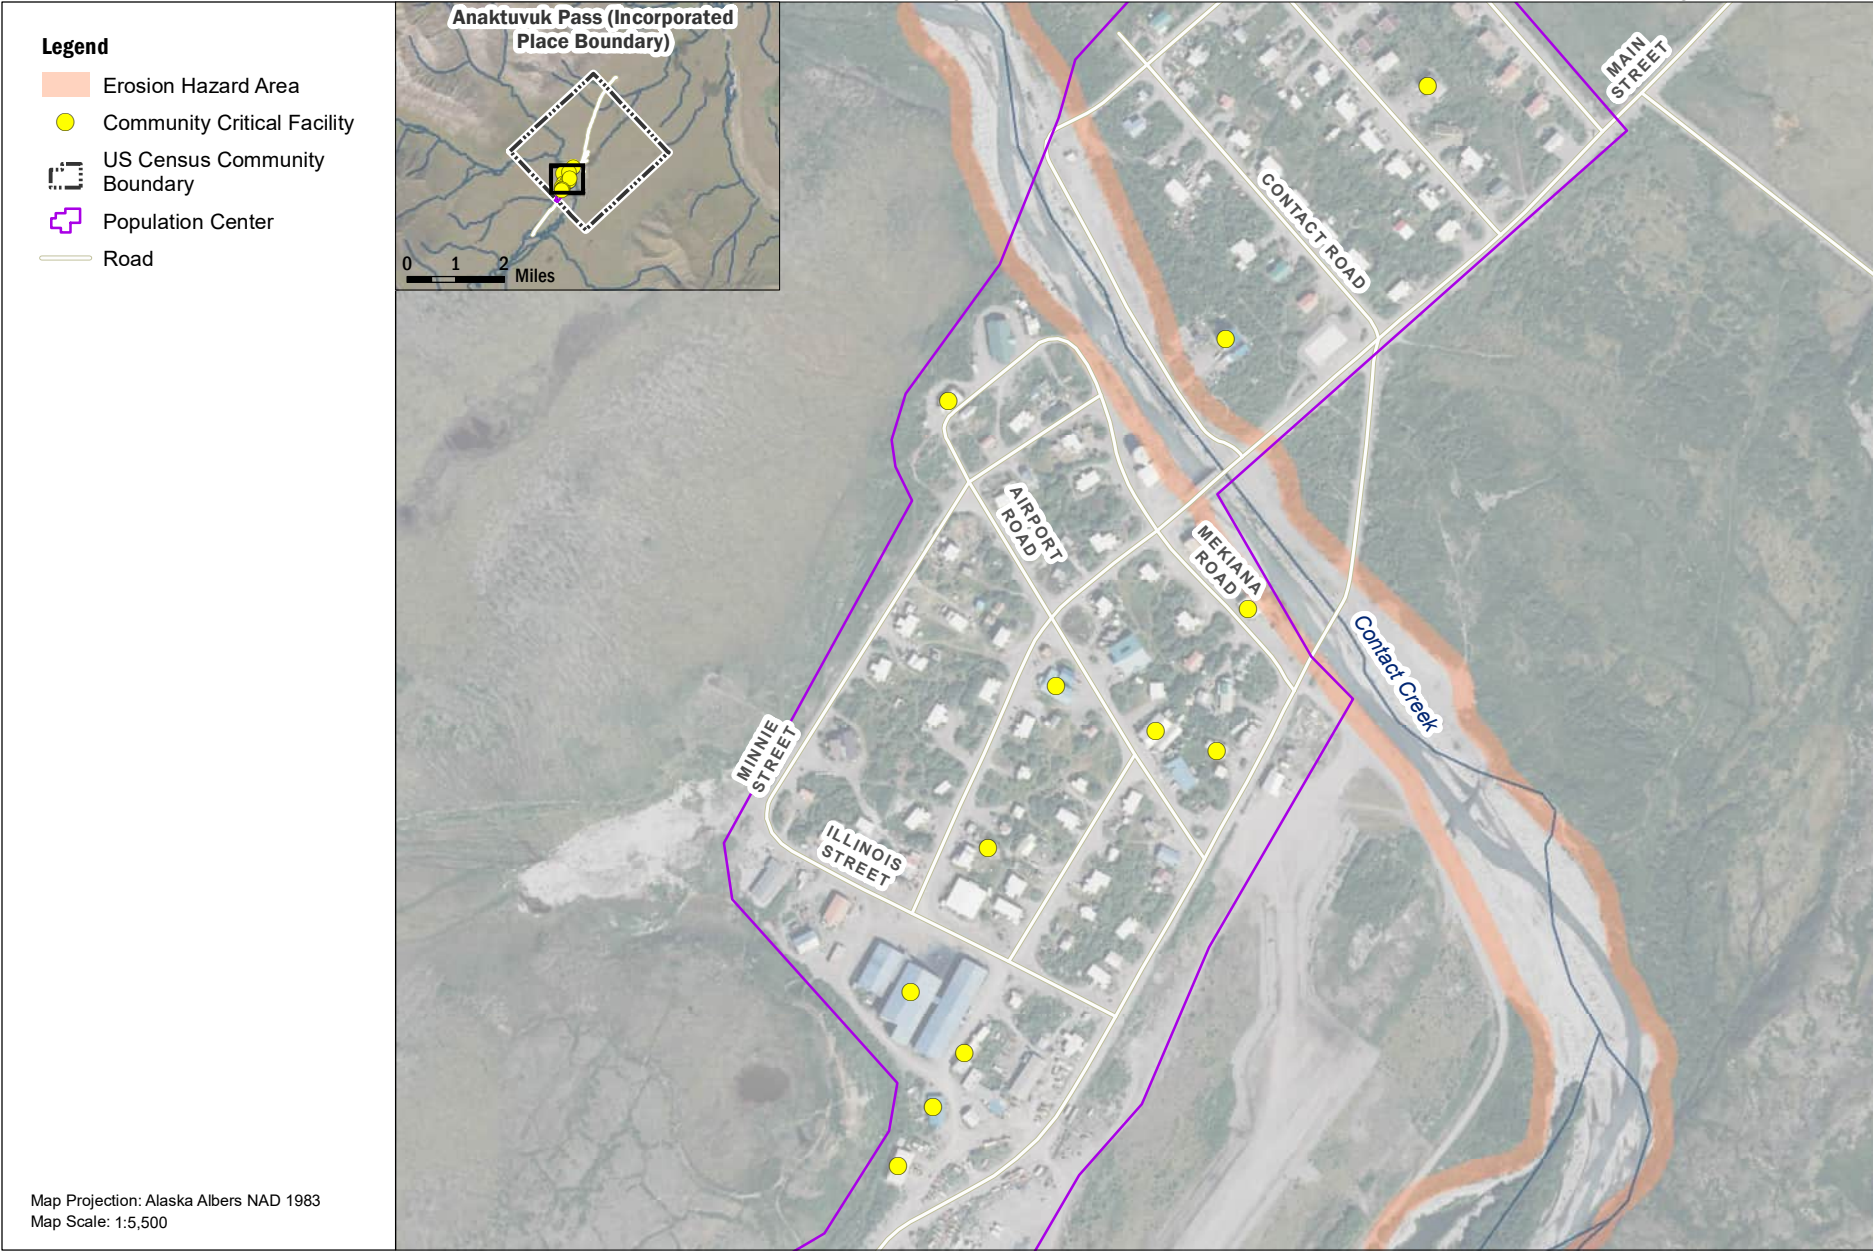 Legend
Erosion Hazard Area
Community Critical Facility
US Census Community
Boundary
Population Center
Road
Map Projection: Alaska Albers NAD 1983
Map Scale: 1:5,500
Anaktuvuk Pass (Incorporated
Place Boundary)
0 1 2
Miles
MAIN
STREET
CONTACT ROAD
AIRPORT
ROAD
MEKIANA
ROAD
Contact Creek
MINNIE
STREET
ILLINOIS
STREET